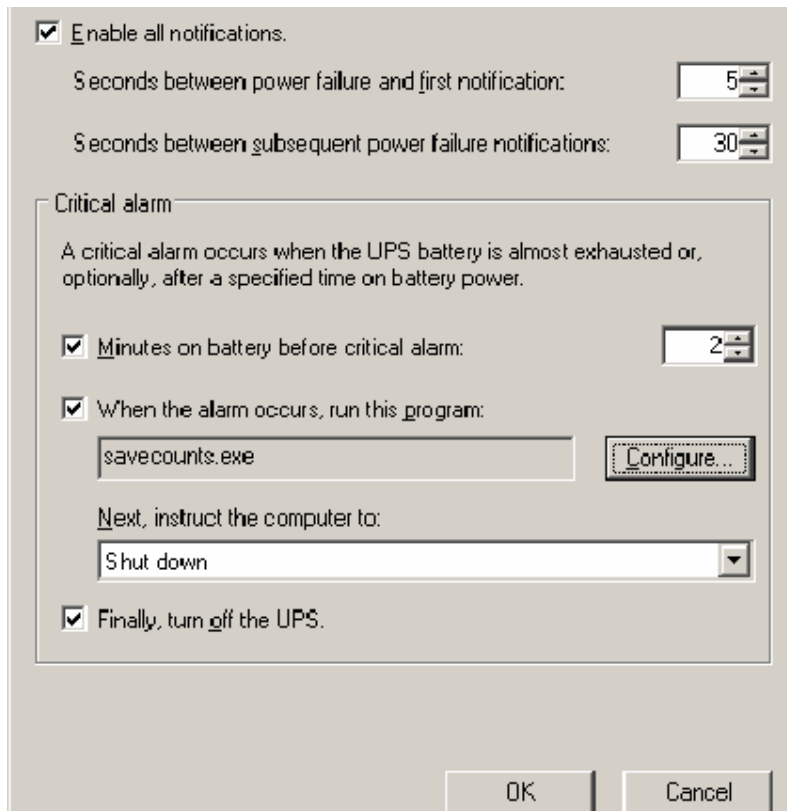 Enable all notifications.
Seconds between power failure and first notification: 5
Seconds between subsequent power failure notifications: 30
Critical alarm
A critical alarm occurs when the UPS battery is almost exhausted or,
optionally, after a specified time on battery power.
Minutes on battery before critical alarm: 2
When the alarm occurs, run this program:
savecounts.exe Configure...
Next, instruct the computer to:
Shut down
Finally, turn off the UPS.
OK Cancel